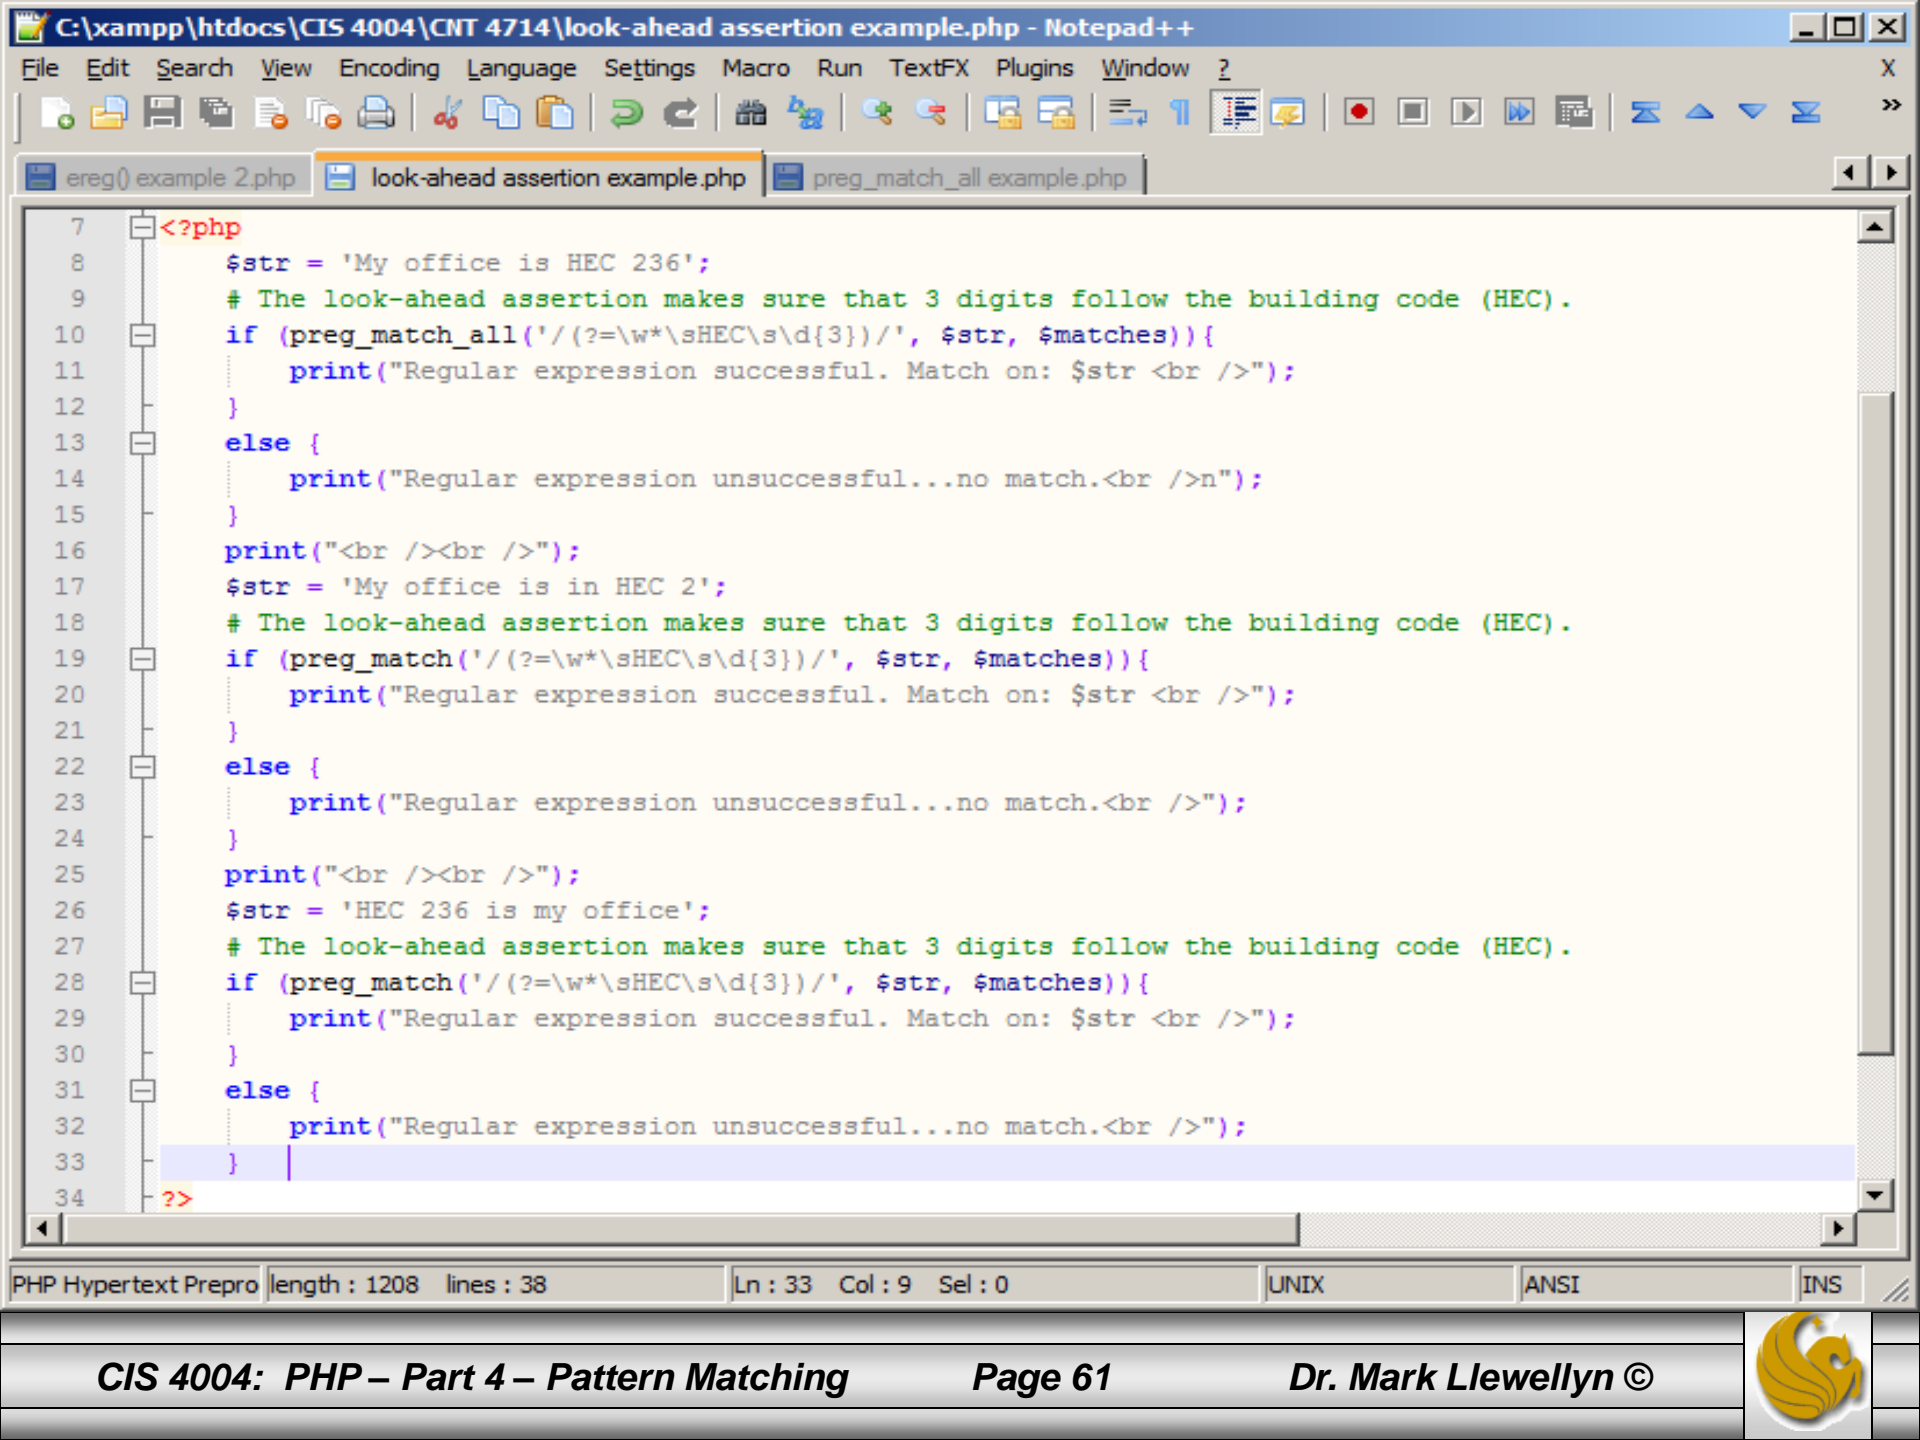 C:\xampp\htdocs\CIS 4004\CNT 4714\look-ahead assertion example.php - Notepad++
File Edit Search View Encoding Language Settings Macro Run TextFX Plugins Window ? X
ereg() example 2.php look-ahead assertion example.php preg_match_all example.php
7 <?php
8 $str = 'My office is HEC 236';
9 # The look-ahead assertion makes sure that 3 digits follow the building code (HEC).
10 if (preg_match_all('/(?=\w*\sHEC\s\d{3})/', $str, $matches)){
11 print("Regular expression successful. Match on: $str <br />");
12 }
13 else {
14 print("Regular expression unsuccessful...no match.<br />n");
15 }
16 print("<br /><br />");
17 $str = 'My office is in HEC 2';
18 # The look-ahead assertion makes sure that 3 digits follow the building code (HEC).
19 if (preg_match('/(?=\w*\sHEC\s\d{3})/', $str, $matches)){
20 print("Regular expression successful. Match on: $str <br />");
21 }
22 else {
23 print("Regular expression unsuccessful...no match.<br />");
24 }
25 print("<br /><br />");
26 $str = 'HEC 236 is my office';
27 # The look-ahead assertion makes sure that 3 digits follow the building code (HEC).
28 if (preg_match('/(?=\w*\sHEC\s\d{3})/', $str, $matches)){
29 print("Regular expression successful. Match on: $str <br />");
30 }
31 else {
32 print("Regular expression unsuccessful...no match.<br />");
33 }
34 ?>
PHP Hypertext Prepro length : 1208 lines : 38 Ln : 33 Col : 9 Sel : 0 UNIX ANSI INS
CIS 4004: PHP – Part 4 – Pattern Matching Page 61 Dr. Mark Llewellyn ©